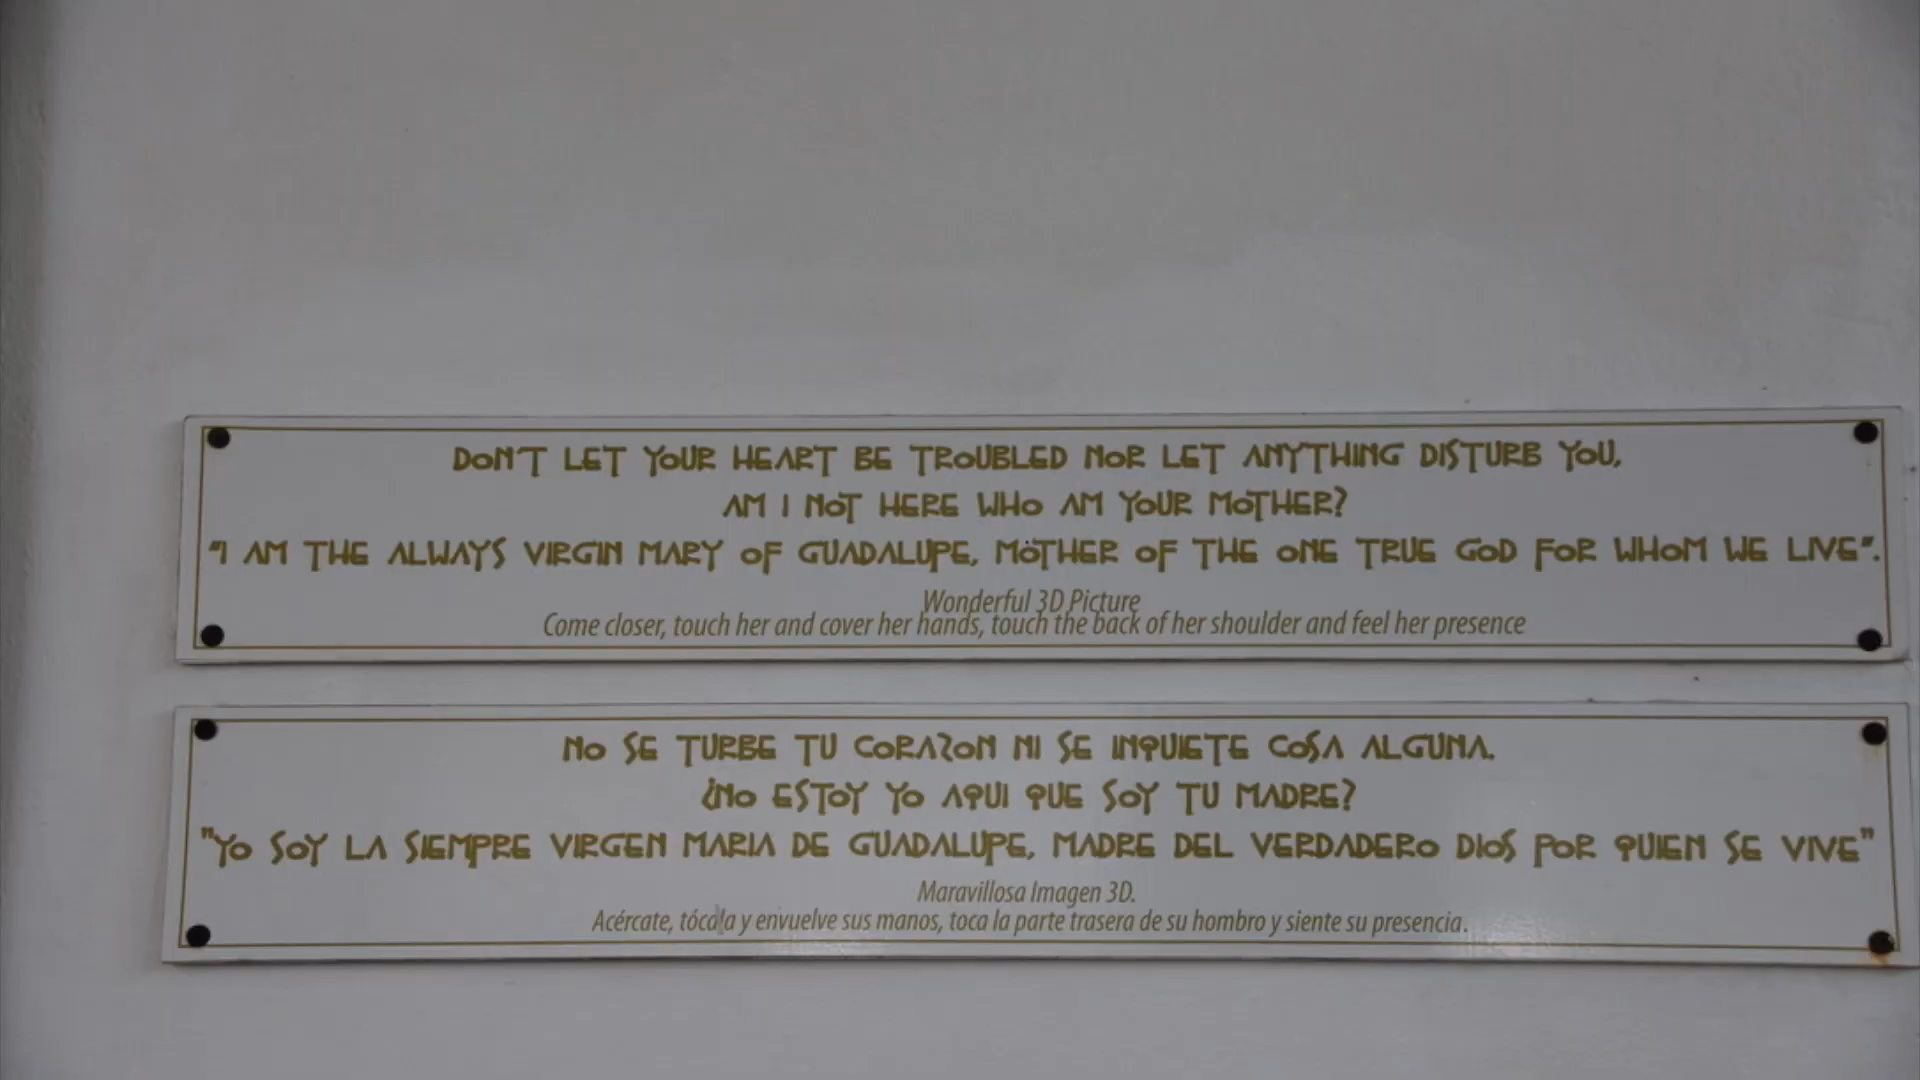 DON'T LET YOUR HEART BE TROUBLED NOR LET ANYTHING DISTURB YOU,
AM I NOT HERE WHO AM YOUR MOTHER?
"I AM THE ALWAYS VIRGIN MARY OF GUADALUPE, MOTHER OF THE ONE TRUE GOD FOR WHOM WE LIVE".
Wonderful 3D Picture
Come closer, touch her and cover her hands, touch the back of her shoulder and feel her presence
NO SE TURBE TU CORAZON NI SE INQUIETE COSA ALGUNA.
¿NO ESTOY YO AQUI QUE SOY TU MADRE?
"YO SOY LA SIEMPRE VIRGEN MARIA DE GUADALUPE, MADRE DEL VERDADERO DIOS POR QUIEN SE VIVE"
Maravillosa Imagen 3D.
Acércate, tócala y envuelve sus manos, toca la parte trasera de su hombro y siente su presencia.